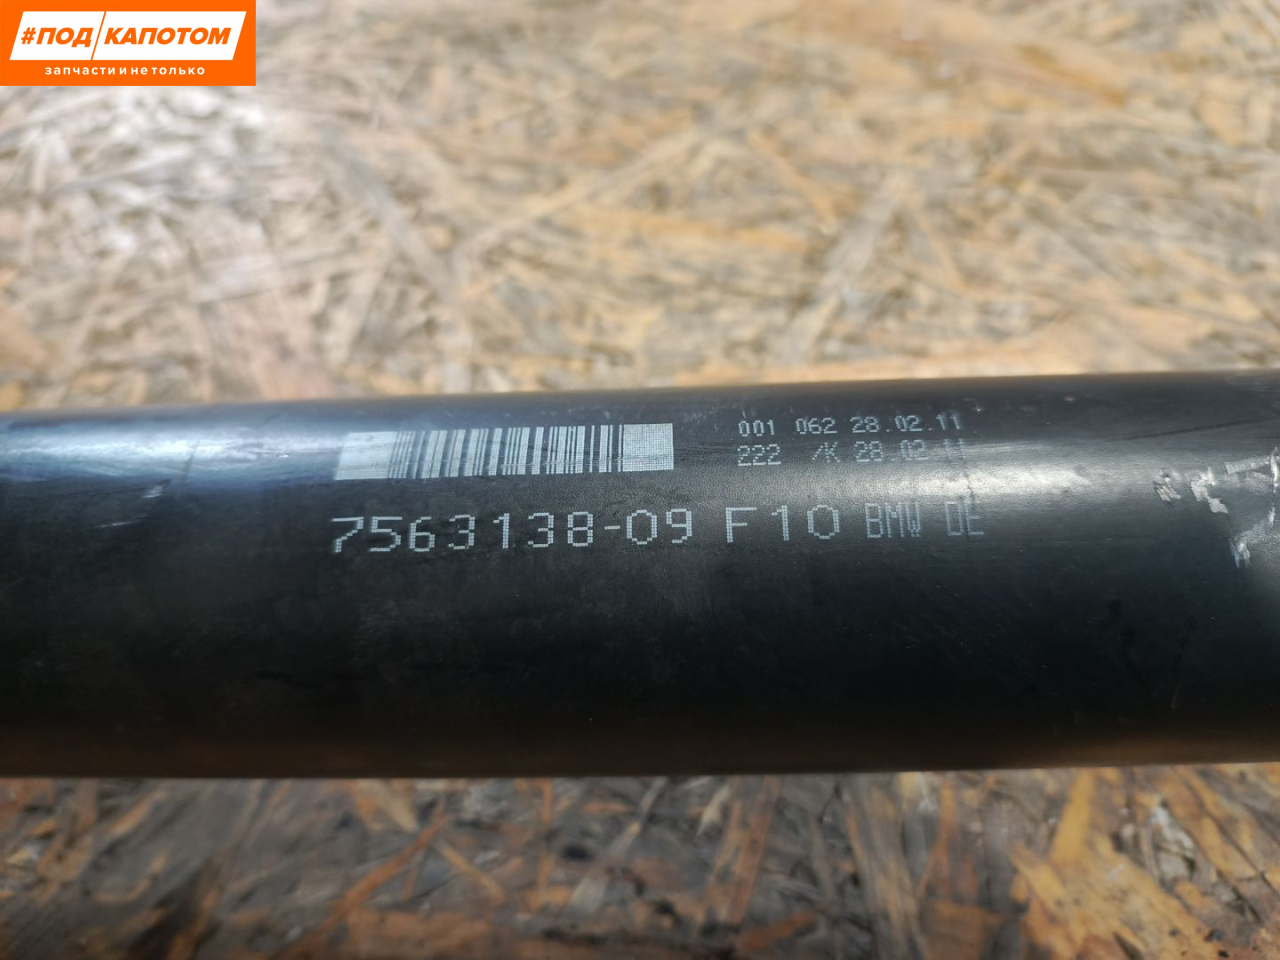 #ПОД КАПОТОМ
запчасти и не только
001 062 28.02.11
222 /K 28.02.11
7563138-09 F10 BMW DE